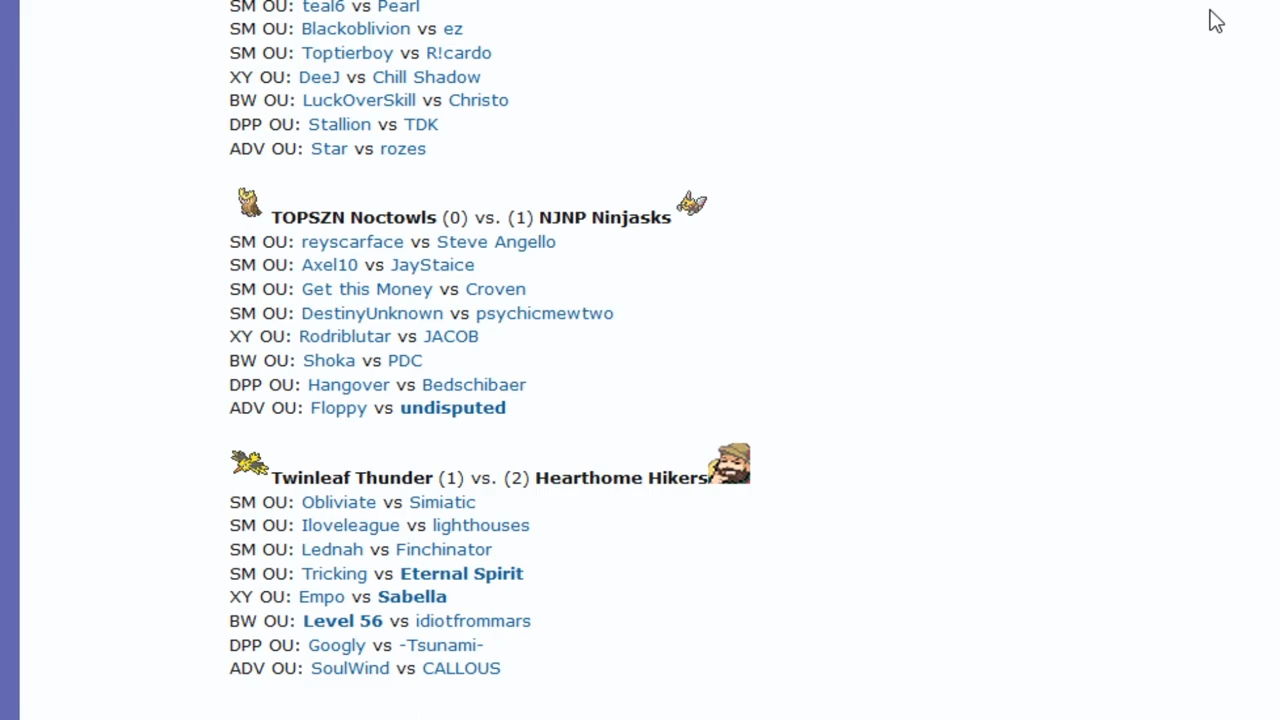 SM OU: teal6 vs Pearl
SM OU: Blackoblivion vs ez
SM OU: Toptierboy vs R!cardo
XY OU: DeeJ vs Chill Shadow
BW OU: LuckOverSkill vs Christo
DPP OU: Stallion vs TDK
ADV OU: Star vs rozes
TOPSZN Noctowls (0) vs. (1) NJNP Ninjasks
SM OU: reyscarface vs Steve Angello
SM OU: Axel10 vs JayStaice
SM OU: Get this Money vs Croven
SM OU: DestinyUnknown vs psychicmewtwo
XY OU: Rodriblutar vs JACOB
BW OU: Shoka vs PDC
DPP OU: Hangover vs Bedschibaer
ADV OU: Floppy vs undisputed
Twinleaf Thunder (1) vs. (2) Hearthome Hikers
SM OU: Obliviate vs Simiatic
SM OU: Iloveleague vs lighthouses
SM OU: Lednah vs Finchinator
SM OU: Tricking vs Eternal Spirit
XY OU: Empo vs Sabella
BW OU: Level 56 vs idiotfrommars
DPP OU: Googly vs -Tsunami-
ADV OU: SoulWind vs CALLOUS